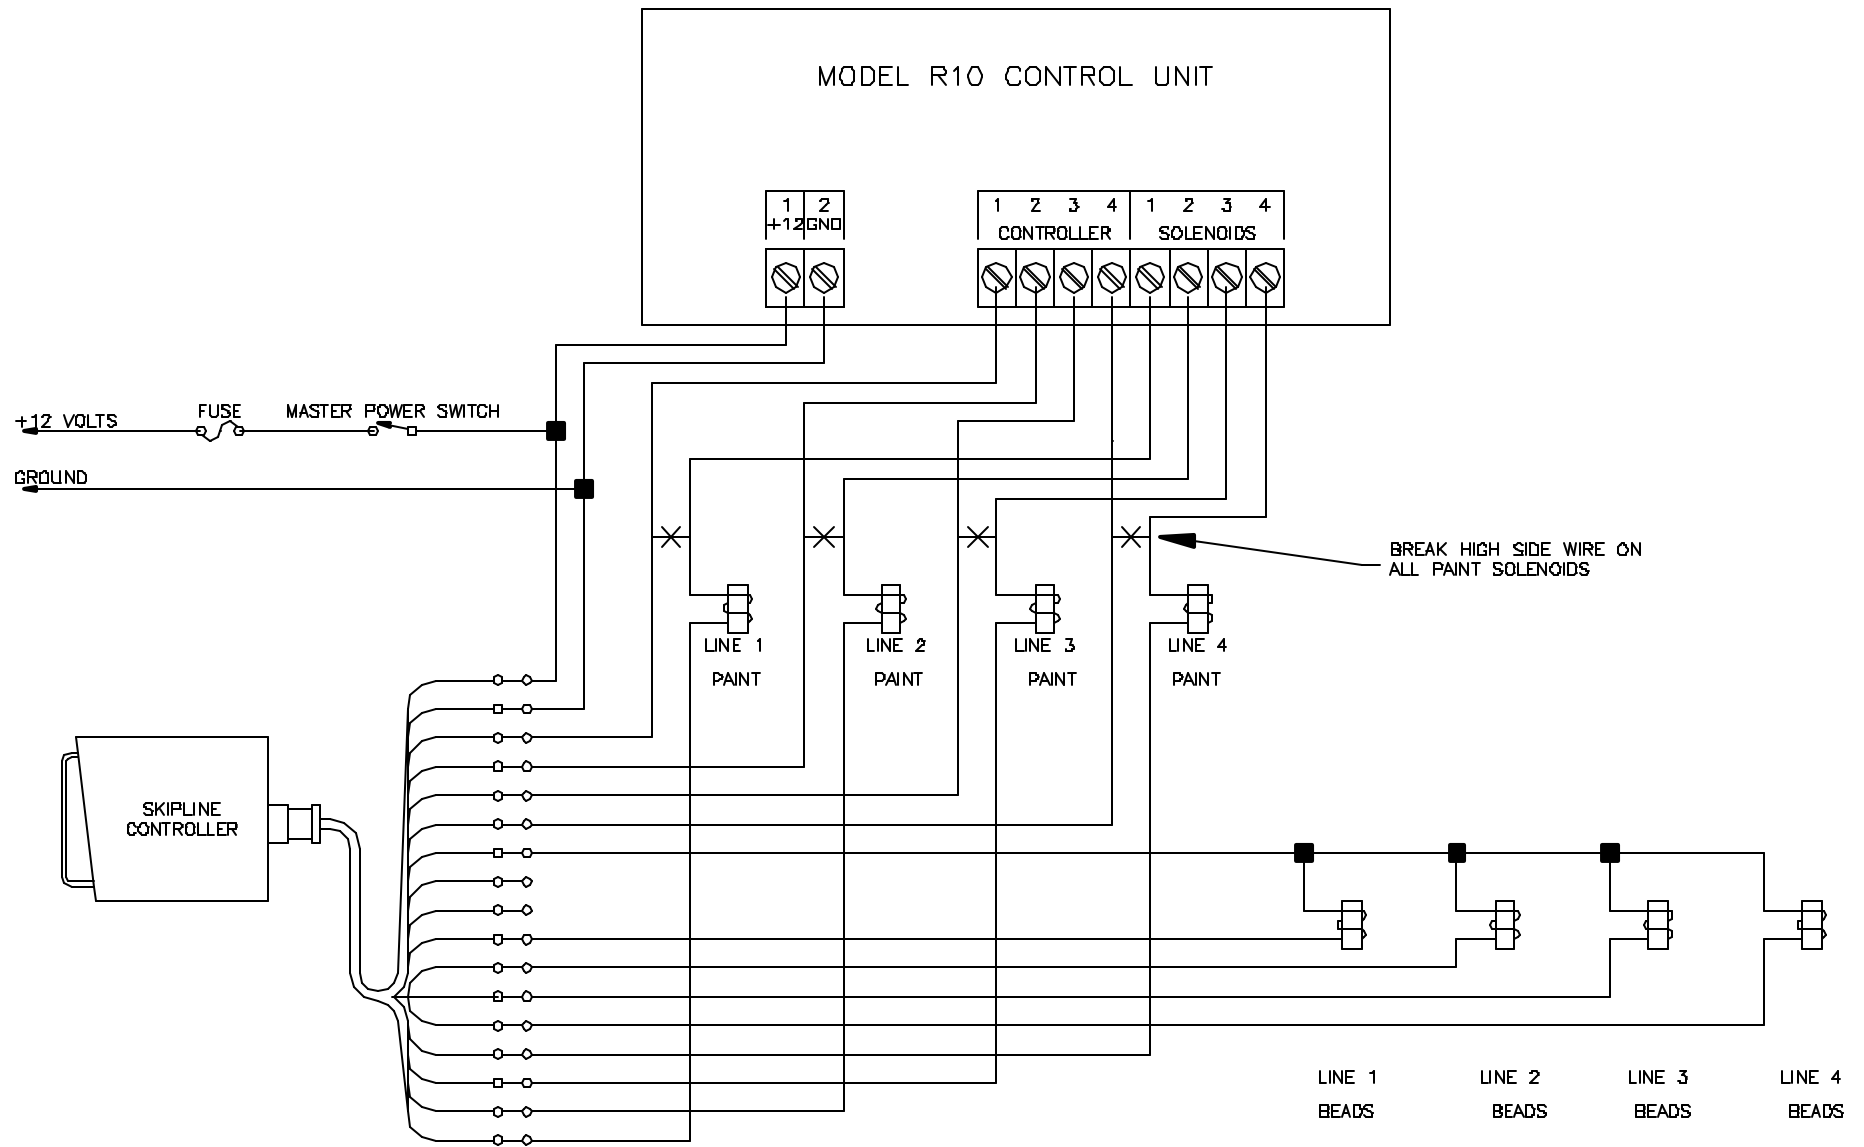 MODEL R10 CONTROL UNIT
1 2
+12 GND
1 2 3 4 1 2 3 4
CONTROLLER SOLENOIDS
+12 VOLTS
FUSE
MASTER POWER SWITCH
GROUND
BREAK HIGH SIDE WIRE ON
ALL PAINT SOLENOIDS
LINE 1
PAINT
LINE 2
PAINT
LINE 3
PAINT
LINE 4
PAINT
SKIPLINE
CONTROLLER
LINE 1
BEADS
LINE 2
BEADS
LINE 3
BEADS
LINE 4
BEADS